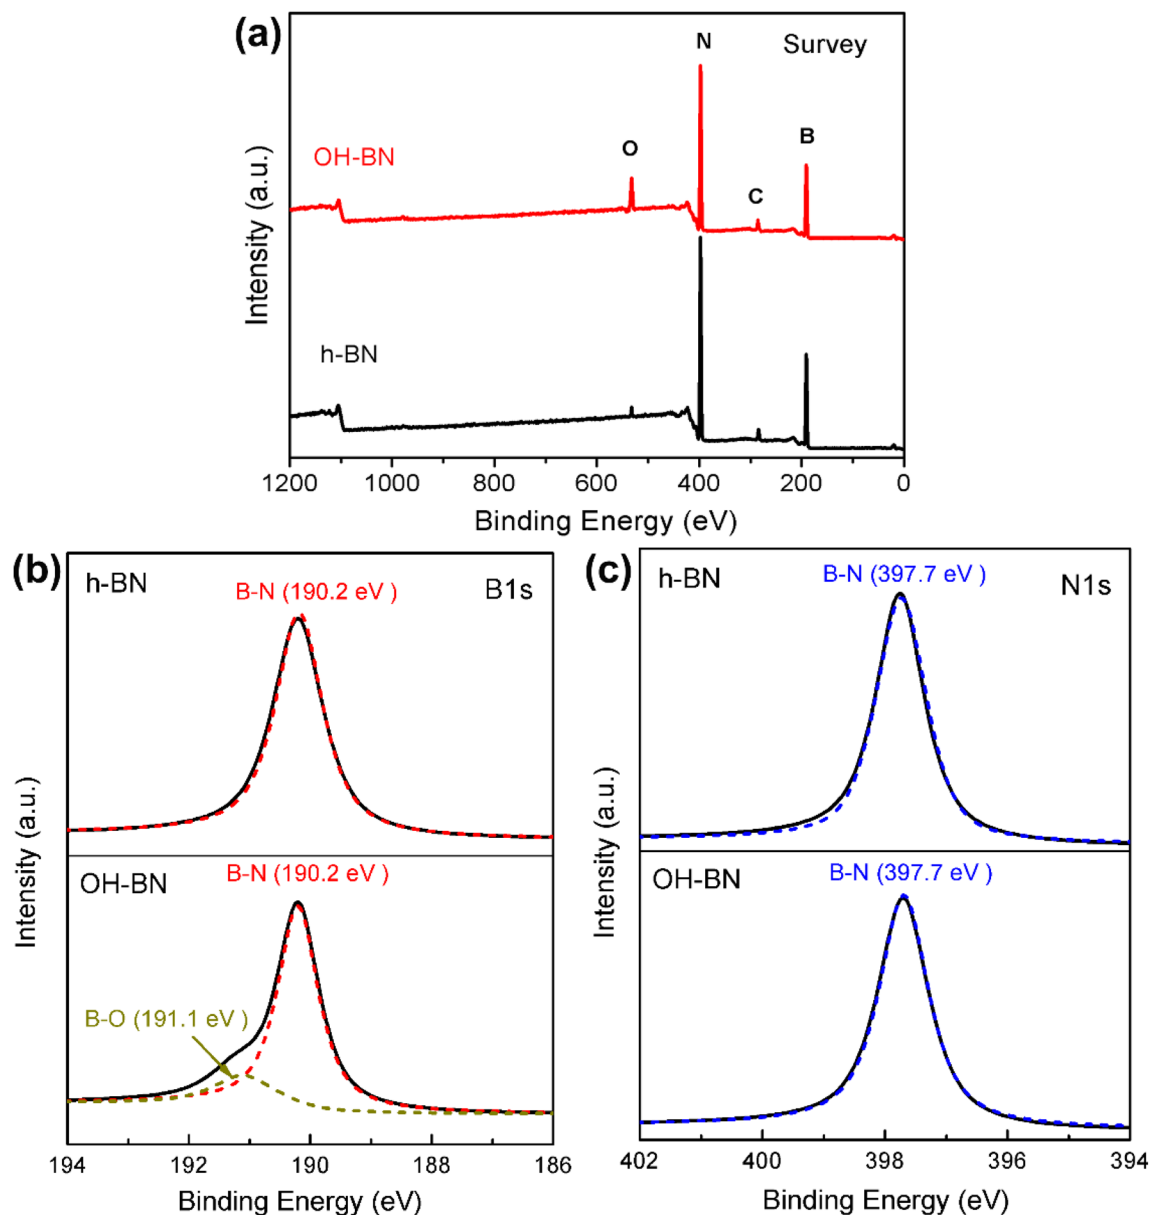 (a)
N
Survey
B
O
OH-BN
C
h-BN
Intensity (a.u.)
1200 1000 800 600 400 200 0
Binding Energy (eV)
(b)
h-BN
B-N (190.2 eV )
B1s
B-N (190.2 eV )
OH-BN
B-O (191.1 eV )
Intensity (a.u.)
194 192 190 188 186
Binding Energy (eV)
(c)
h-BN
B-N (397.7 eV )
N1s
B-N (397.7 eV )
OH-BN
Intensity (a.u.)
402 400 398 396 394
Binding Energy (eV)